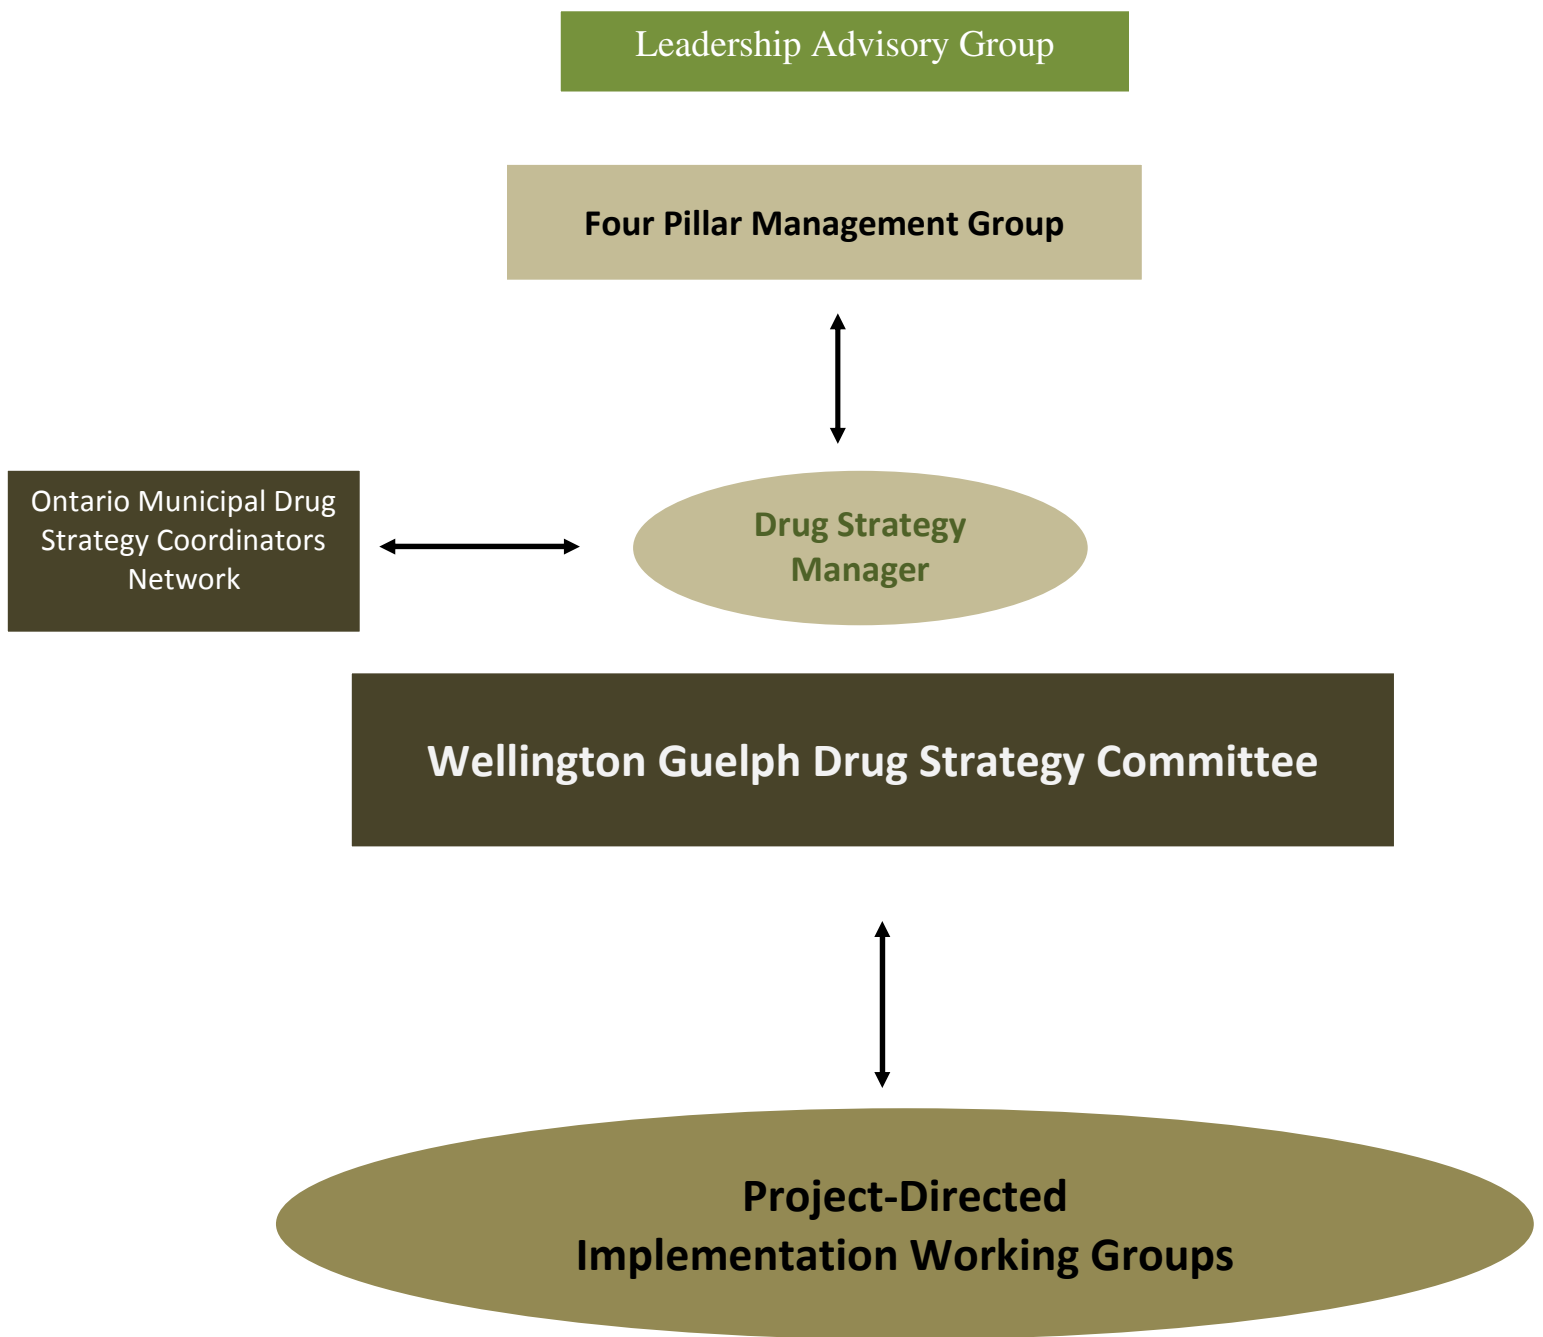 Leadership Advisory Group
Four Pillar Management Group
Ontario Municipal Drug
Strategy Coordinators
Network
Drug Strategy
Manager
Wellington Guelph Drug Strategy Committee
Project-Directed
Implementation Working Groups